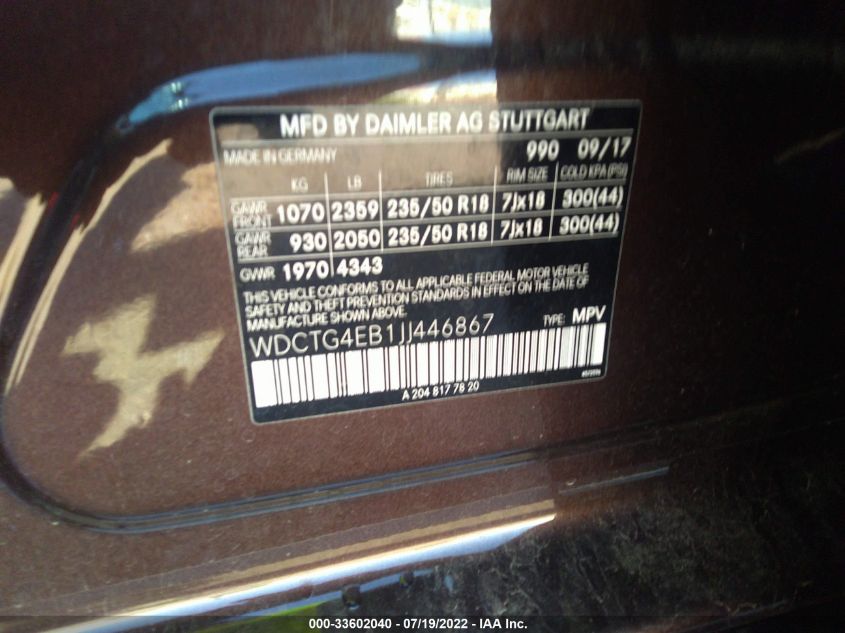 MFD BY DAIMLER AG STUTTGART
MADE IN GERMANY 990 09/17
KG LB TIRES RIM SIZE COLD KPA (PSI)
GAWR FRONT 1070 2359 235/50 R18 7Jx18 300(44)
GAWR REAR 930 2050 235/50 R18 7Jx18 300(44)
GVWR 1970 4343
THIS VEHICLE CONFORMS TO ALL APPLICABLE FEDERAL MOTOR VEHICLE
SAFETY AND THEFT PREVENTION STANDARDS IN EFFECT ON THE DATE OF
MANUFACTURE SHOWN ABOVE.
WDCTG4EB1JJ446867 TYPE: MPV
A 204 817 78 20
000-33602040 - 07/19/2022 - IAA Inc.